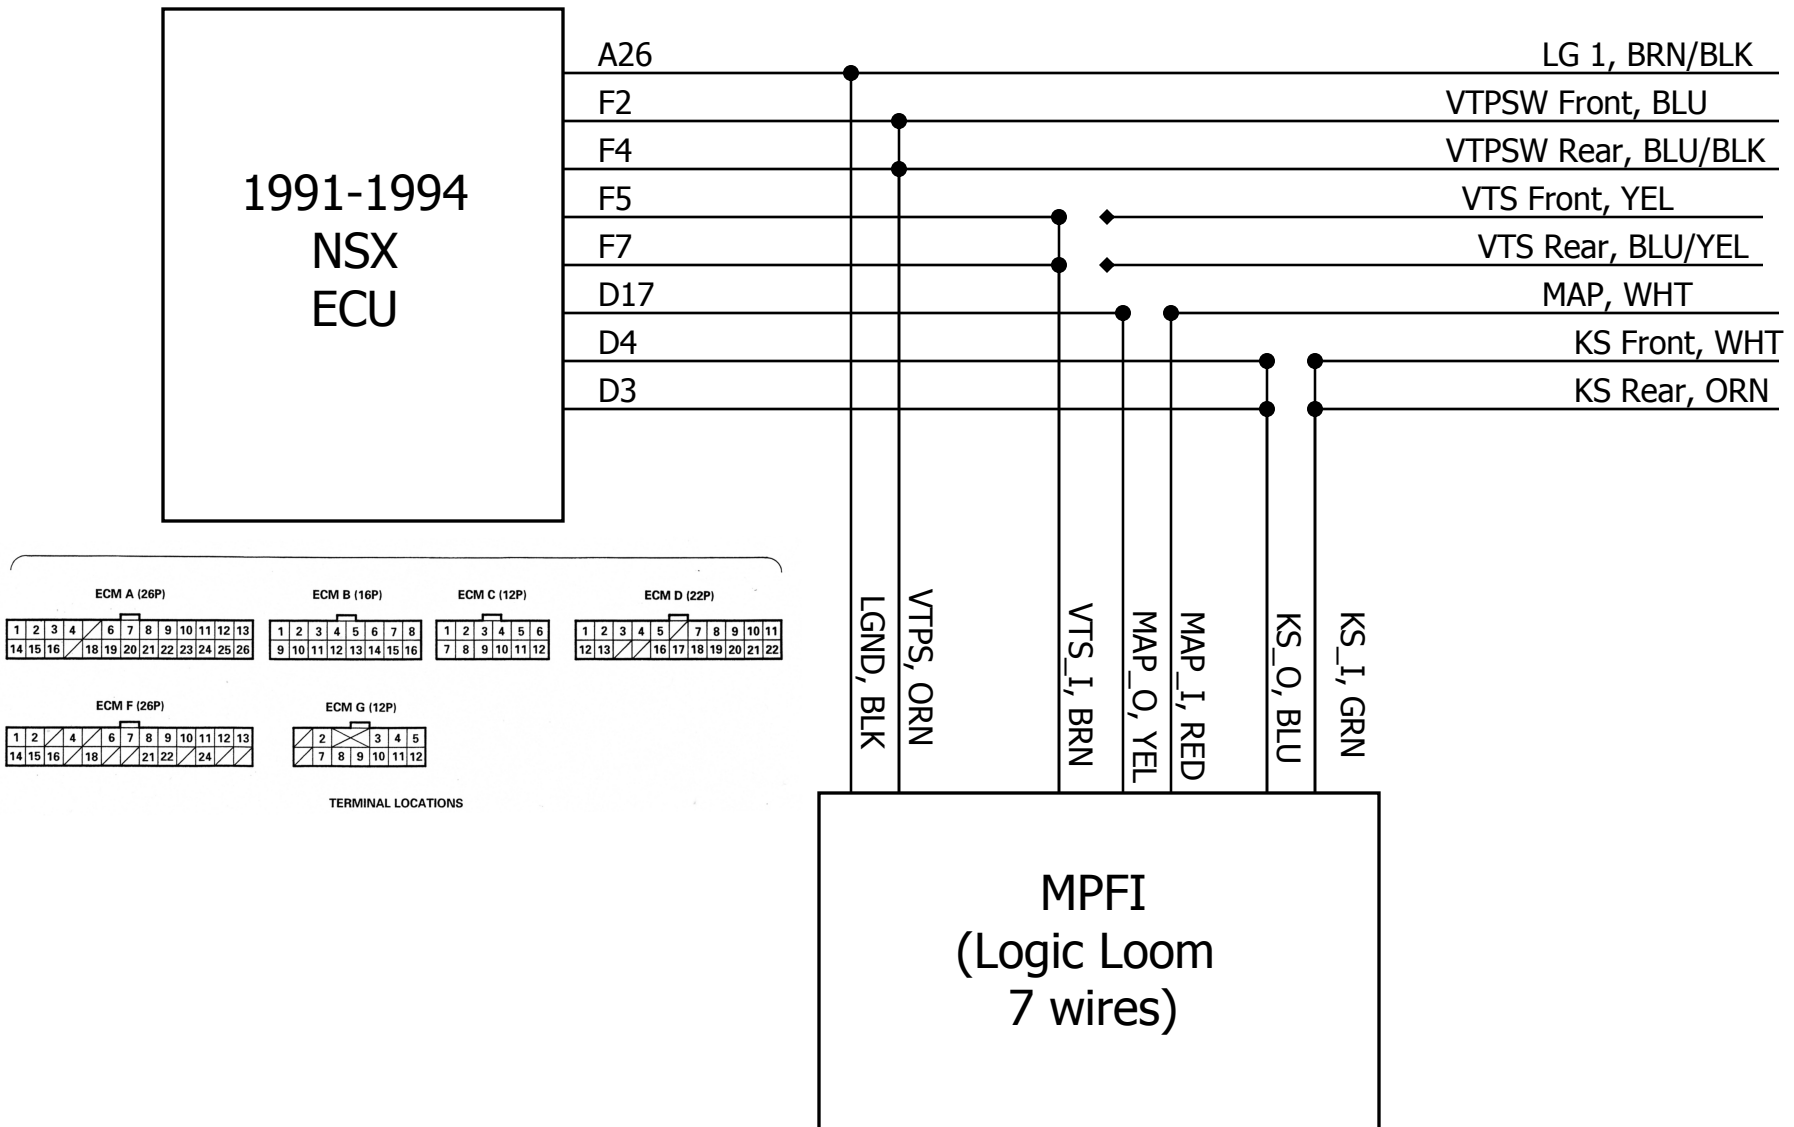 A26
LG 1, BRN/BLK
F2
VTPSW Front, BLU
F4
VTPSW Rear, BLU/BLK
F5
VTS Front, YEL
F7
VTS Rear, BLU/YEL
D17
MAP, WHT
D4
KS Front, WHT
D3
KS Rear, ORN
1991-1994
NSX
ECU
ECM A (26P)
1 2 3 4 6 7 8 9 10 11 12 13
14 15 16 18 19 20 21 22 23 24 25 26
ECM B (16P)
1 2 3 4 5 6 7 8
9 10 11 12 13 14 15 16
ECM C (12P)
1 2 3 4 5 6
7 8 9 10 11 12
ECM D (22P)
1 2 3 4 5 7 8 9 10 11
12 13 16 17 18 19 20 21 22
ECM F (26P)
1 2 4 6 7 8 9 10 11 12 13
14 15 16 18 21 22 24
ECM G (12P)
2 3 4 5
7 8 9 10 11 12
TERMINAL LOCATIONS
LGND, BLK
VTPS, ORN
VTS_I, BRN
MAP_O, YEL
MAP_I, RED
KS_O, BLU
KS_I, GRN
MPFI
(Logic Loom
7 wires)